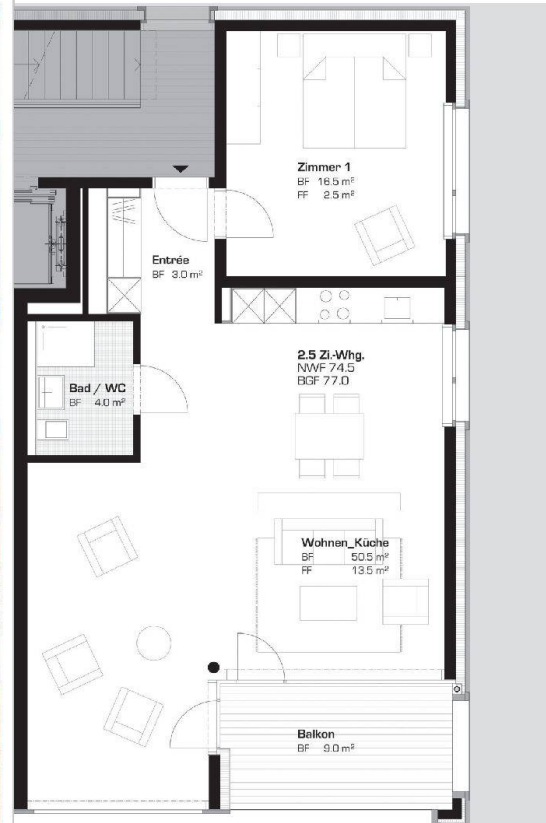 Zimmer 1
BF 16.5 m²
FF 2.5 m²
Entrée
BF 3.0 m²
2.5 Zi.-Whg.
NWF 74.5
BGF 77.0
Bad / WC
BF 4.0 m²
Wohnen_Küche
BF 50.5 m²
FF 13.5 m²
Balkon
BF 9.0 m²